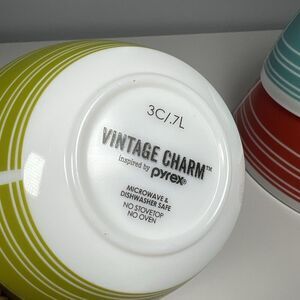 3C/.7L
VINTAGE CHARM™
Inspired by pyrex®
MICROWAVE &
DISHWASHER SAFE
NO STOVETOP
NO OVEN